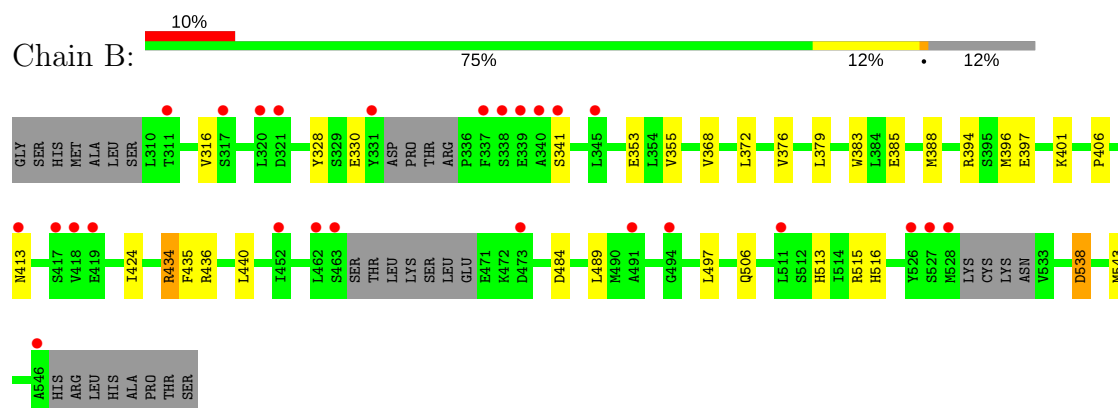 10%
Chain B:
75% 12% • 12%
GLY SER HIS MET ALA LEU SER L310 T311 V316 S317 L320 D321 Y328 S329 E330 Y331 ASP PRO THR ARG P336 F337 S338 E339 A340 S341 L345 E353 L354 V355 V368 L372 V376 L379 W383 L384 E385 M388 R394 S395 M396 E397 K401 P406
N413 S417 V418 E419 I424 R434 F435 R436 L440 I452 L462 S463 SER THR LEU LYS SER LEU GLU E471 K472 D473 D484 L489 M490 A491 G494 L497 Q506 L511 S512 H513 I514 R515 H516 Y526 S527 M528 LYS CYS LYS ASN V533 D538 M543
A546 HIS ARG LEU HIS ALA PRO THR SER